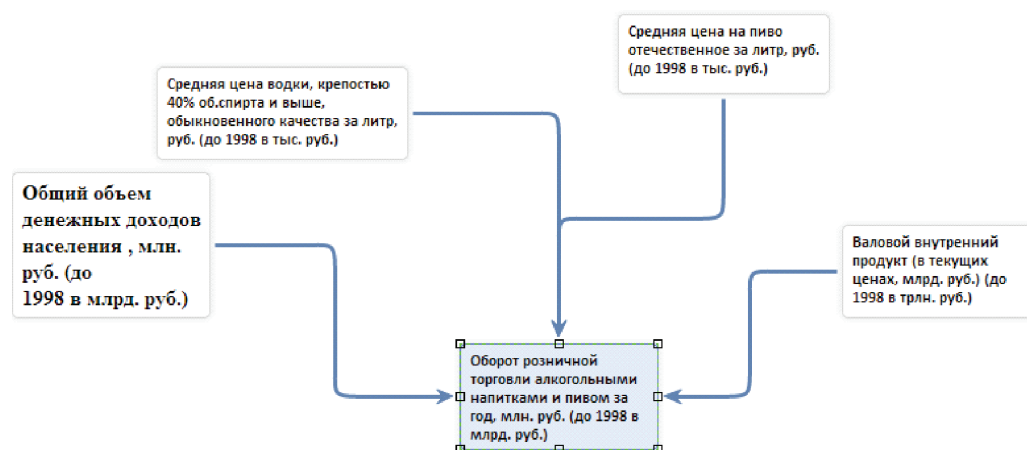 Средняя цена на пиво
отечественное за литр, руб.
(до 1998 в тыс. руб.)
Средняя цена водки, крепостью
40% об.спирта и выше,
обыкновенного качества за литр,
руб. (до 1998 в тыс. руб.)
Общий объем
денежных доходов
населения , млн.
руб. (до
1998 в млрд. руб.)
Валовой внутренний
продукт (в текущих
ценах, млрд. руб.) (до
1998 в трлн. руб.)
Оборот розничной
торговли алкогольными
напитками и пивом за
год, млн. руб. (до 1998 в
млрд. руб.)